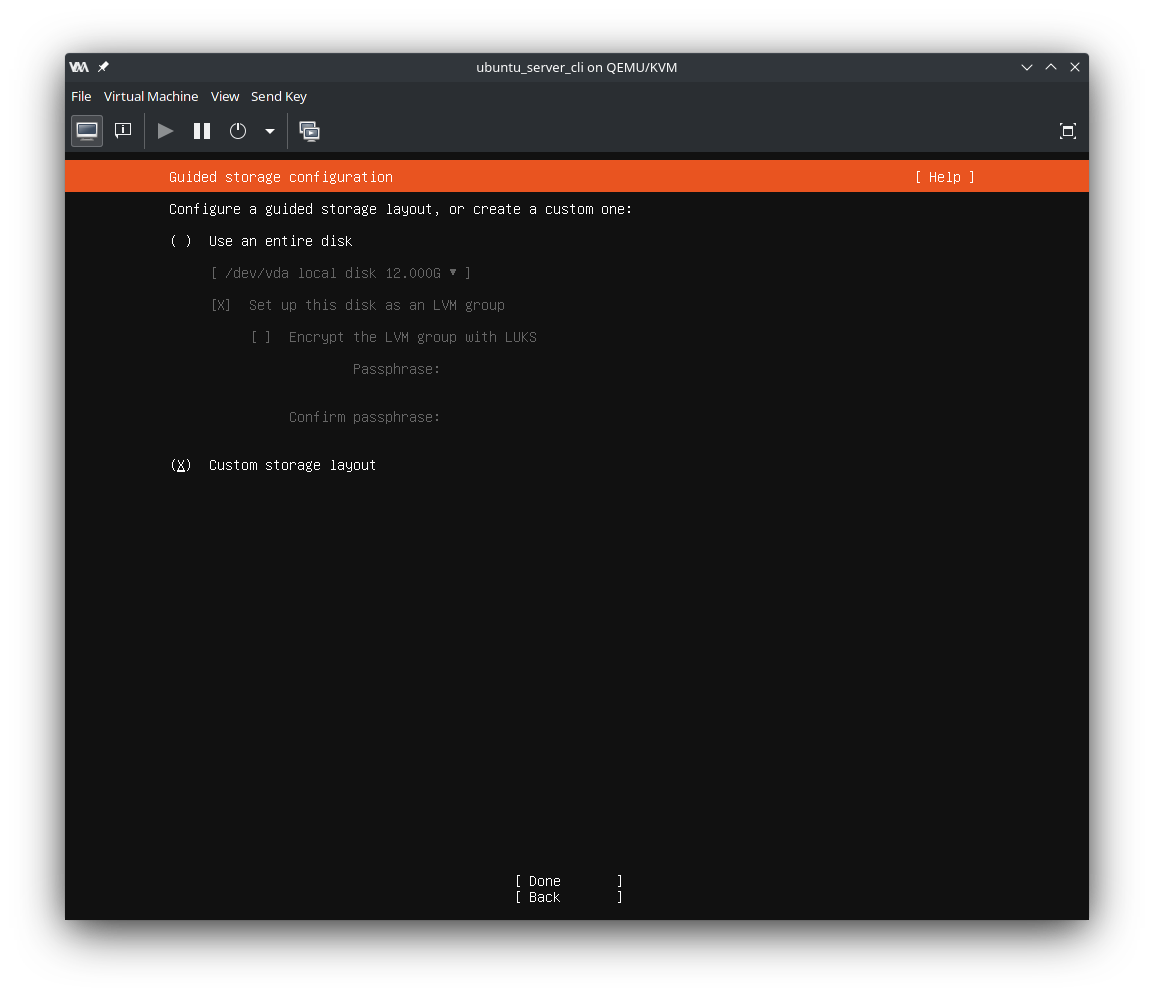 ubuntu_server_cli on QEMU/KVM
File Virtual Machine View Send Key
Guided storage configuration [ Help ]
Configure a guided storage layout, or create a custom one:
( ) Use an entire disk
[ /dev/vda local disk 12.000G ▾ ]
[X] Set up this disk as an LVM group
[ ] Encrypt the LVM group with LUKS
Passphrase:
Confirm passphrase:
(X) Custom storage layout
[ Done ]
[ Back ]